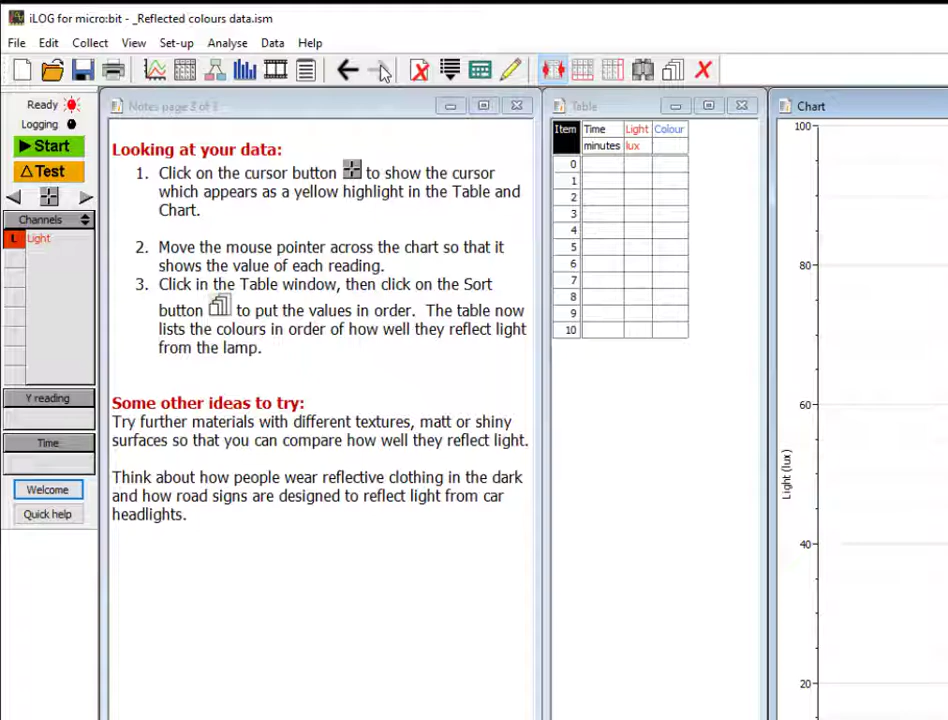 iLOG for micro:bit - _Reflected colours data.ism
File Edit Collect View Set-up Analyse Data Help
Ready
Logging
Start
Test
Channels
L Light
Y reading
Time
Welcome
Quick help
Notes page 3 of 3
Looking at your data:
1. Click on the cursor button to show the cursor
which appears as a yellow highlight in the Table and
Chart.
2. Move the mouse pointer across the chart so that it
shows the value of each reading.
3. Click in the Table window, then click on the Sort
button to put the values in order. The table now
lists the colours in order of how well they reflect light
from the lamp.
Some other ideas to try:
Try further materials with different textures, matt or shiny
surfaces so that you can compare how well they reflect light.
Think about how people wear reflective clothing in the dark
and how road signs are designed to reflect light from car
headlights.
Table
Item Time Light Colour
minutes lux
0
1
2
3
4
5
6
7
8
9
10
Chart
100
80
60
40
20
Light (lux)